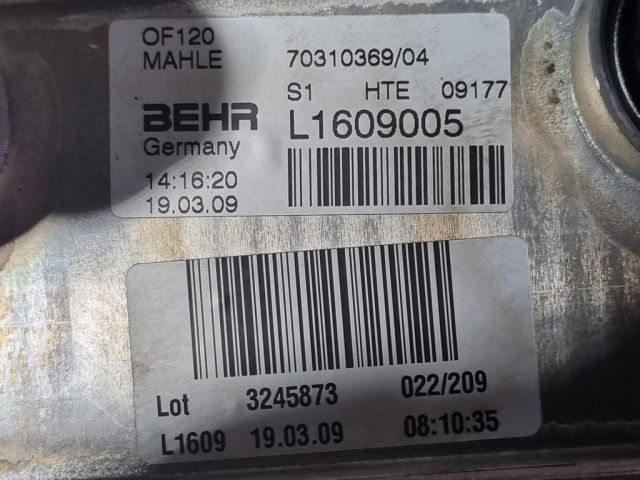 OF120
MAHLE 70310369/04
S1 HTE 09177
BEHR L1609005
Germany
14:16:20
19.03.09
Lot 3245873 022/209
L1609 19.03.09 08:10:35